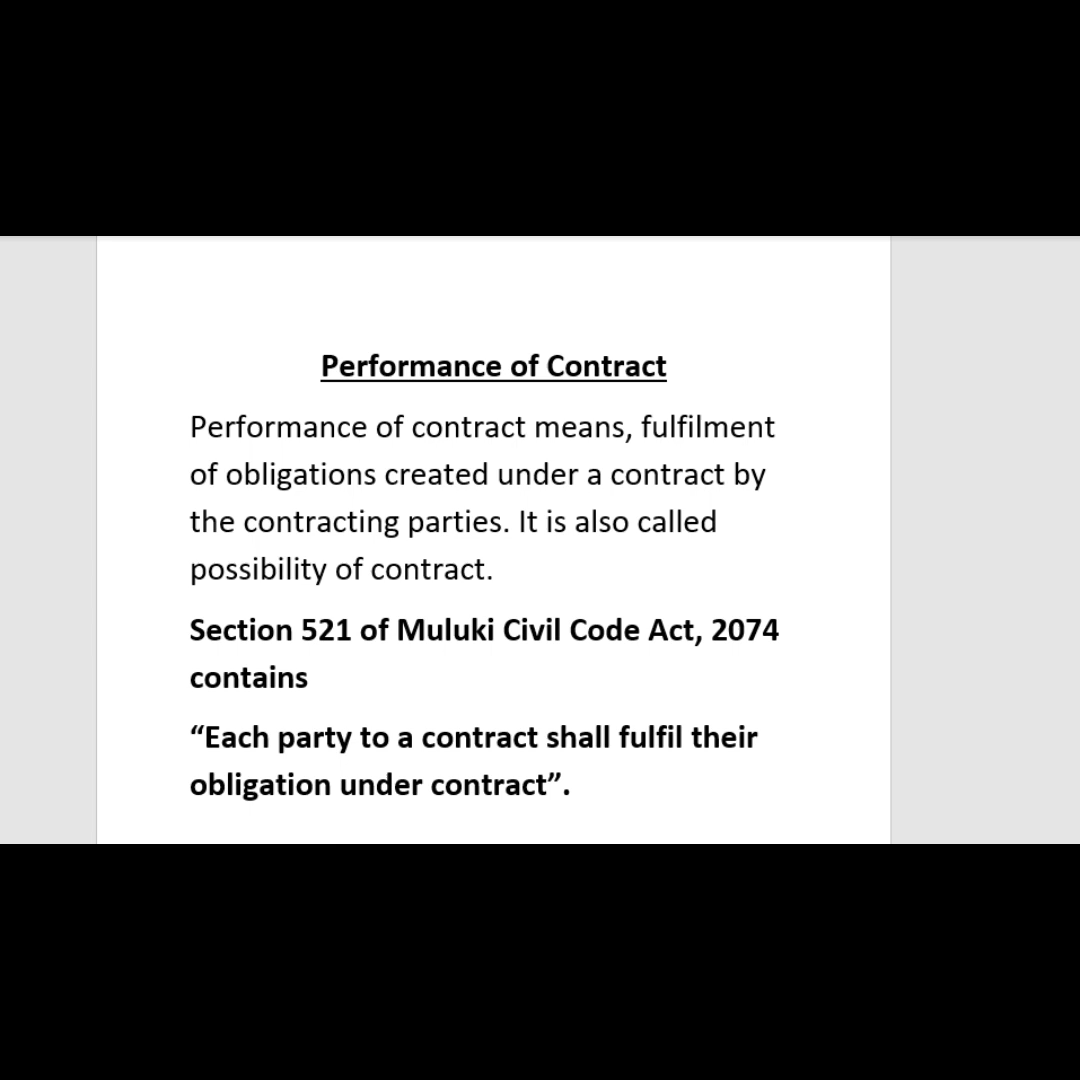 Performance of Contract
Performance of contract means, fulfilment
of obligations created under a contract by
the contracting parties. It is also called
possibility of contract.
Section 521 of Muluki Civil Code Act, 2074
contains
“Each party to a contract shall fulfil their
obligation under contract”.